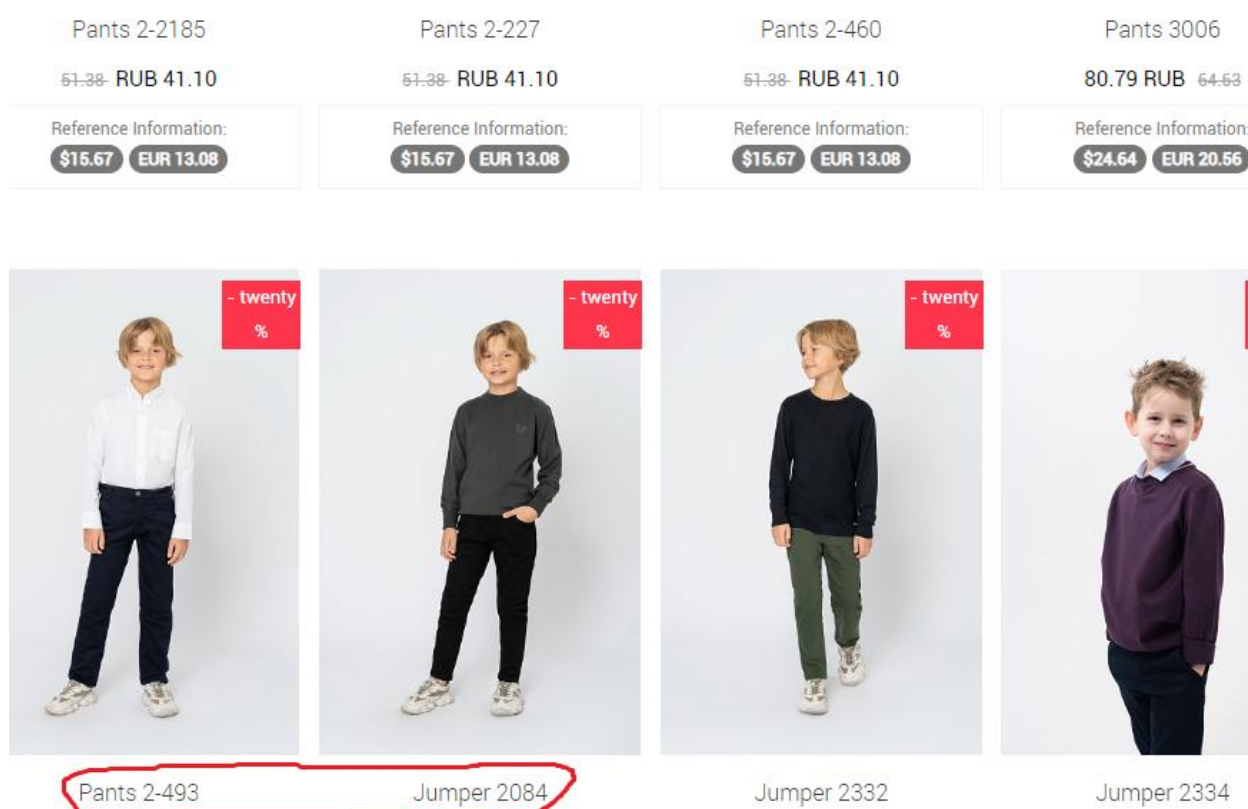 Pants 2-2185 Pants 2-227 Pants 2-460 Pants 3006
51.38 RUB 41.10 51.38 RUB 41.10 51.38 RUB 41.10 80.79 RUB 64.63
Reference Information: Reference Information: Reference Information: Reference Information:
$15.67 EUR 13.08 $15.67 EUR 13.08 $15.67 EUR 13.08 $24.64 EUR 20.56
- twenty - twenty - twenty
% % %
Pants 2-493 Jumper 2084 Jumper 2332 Jumper 2334